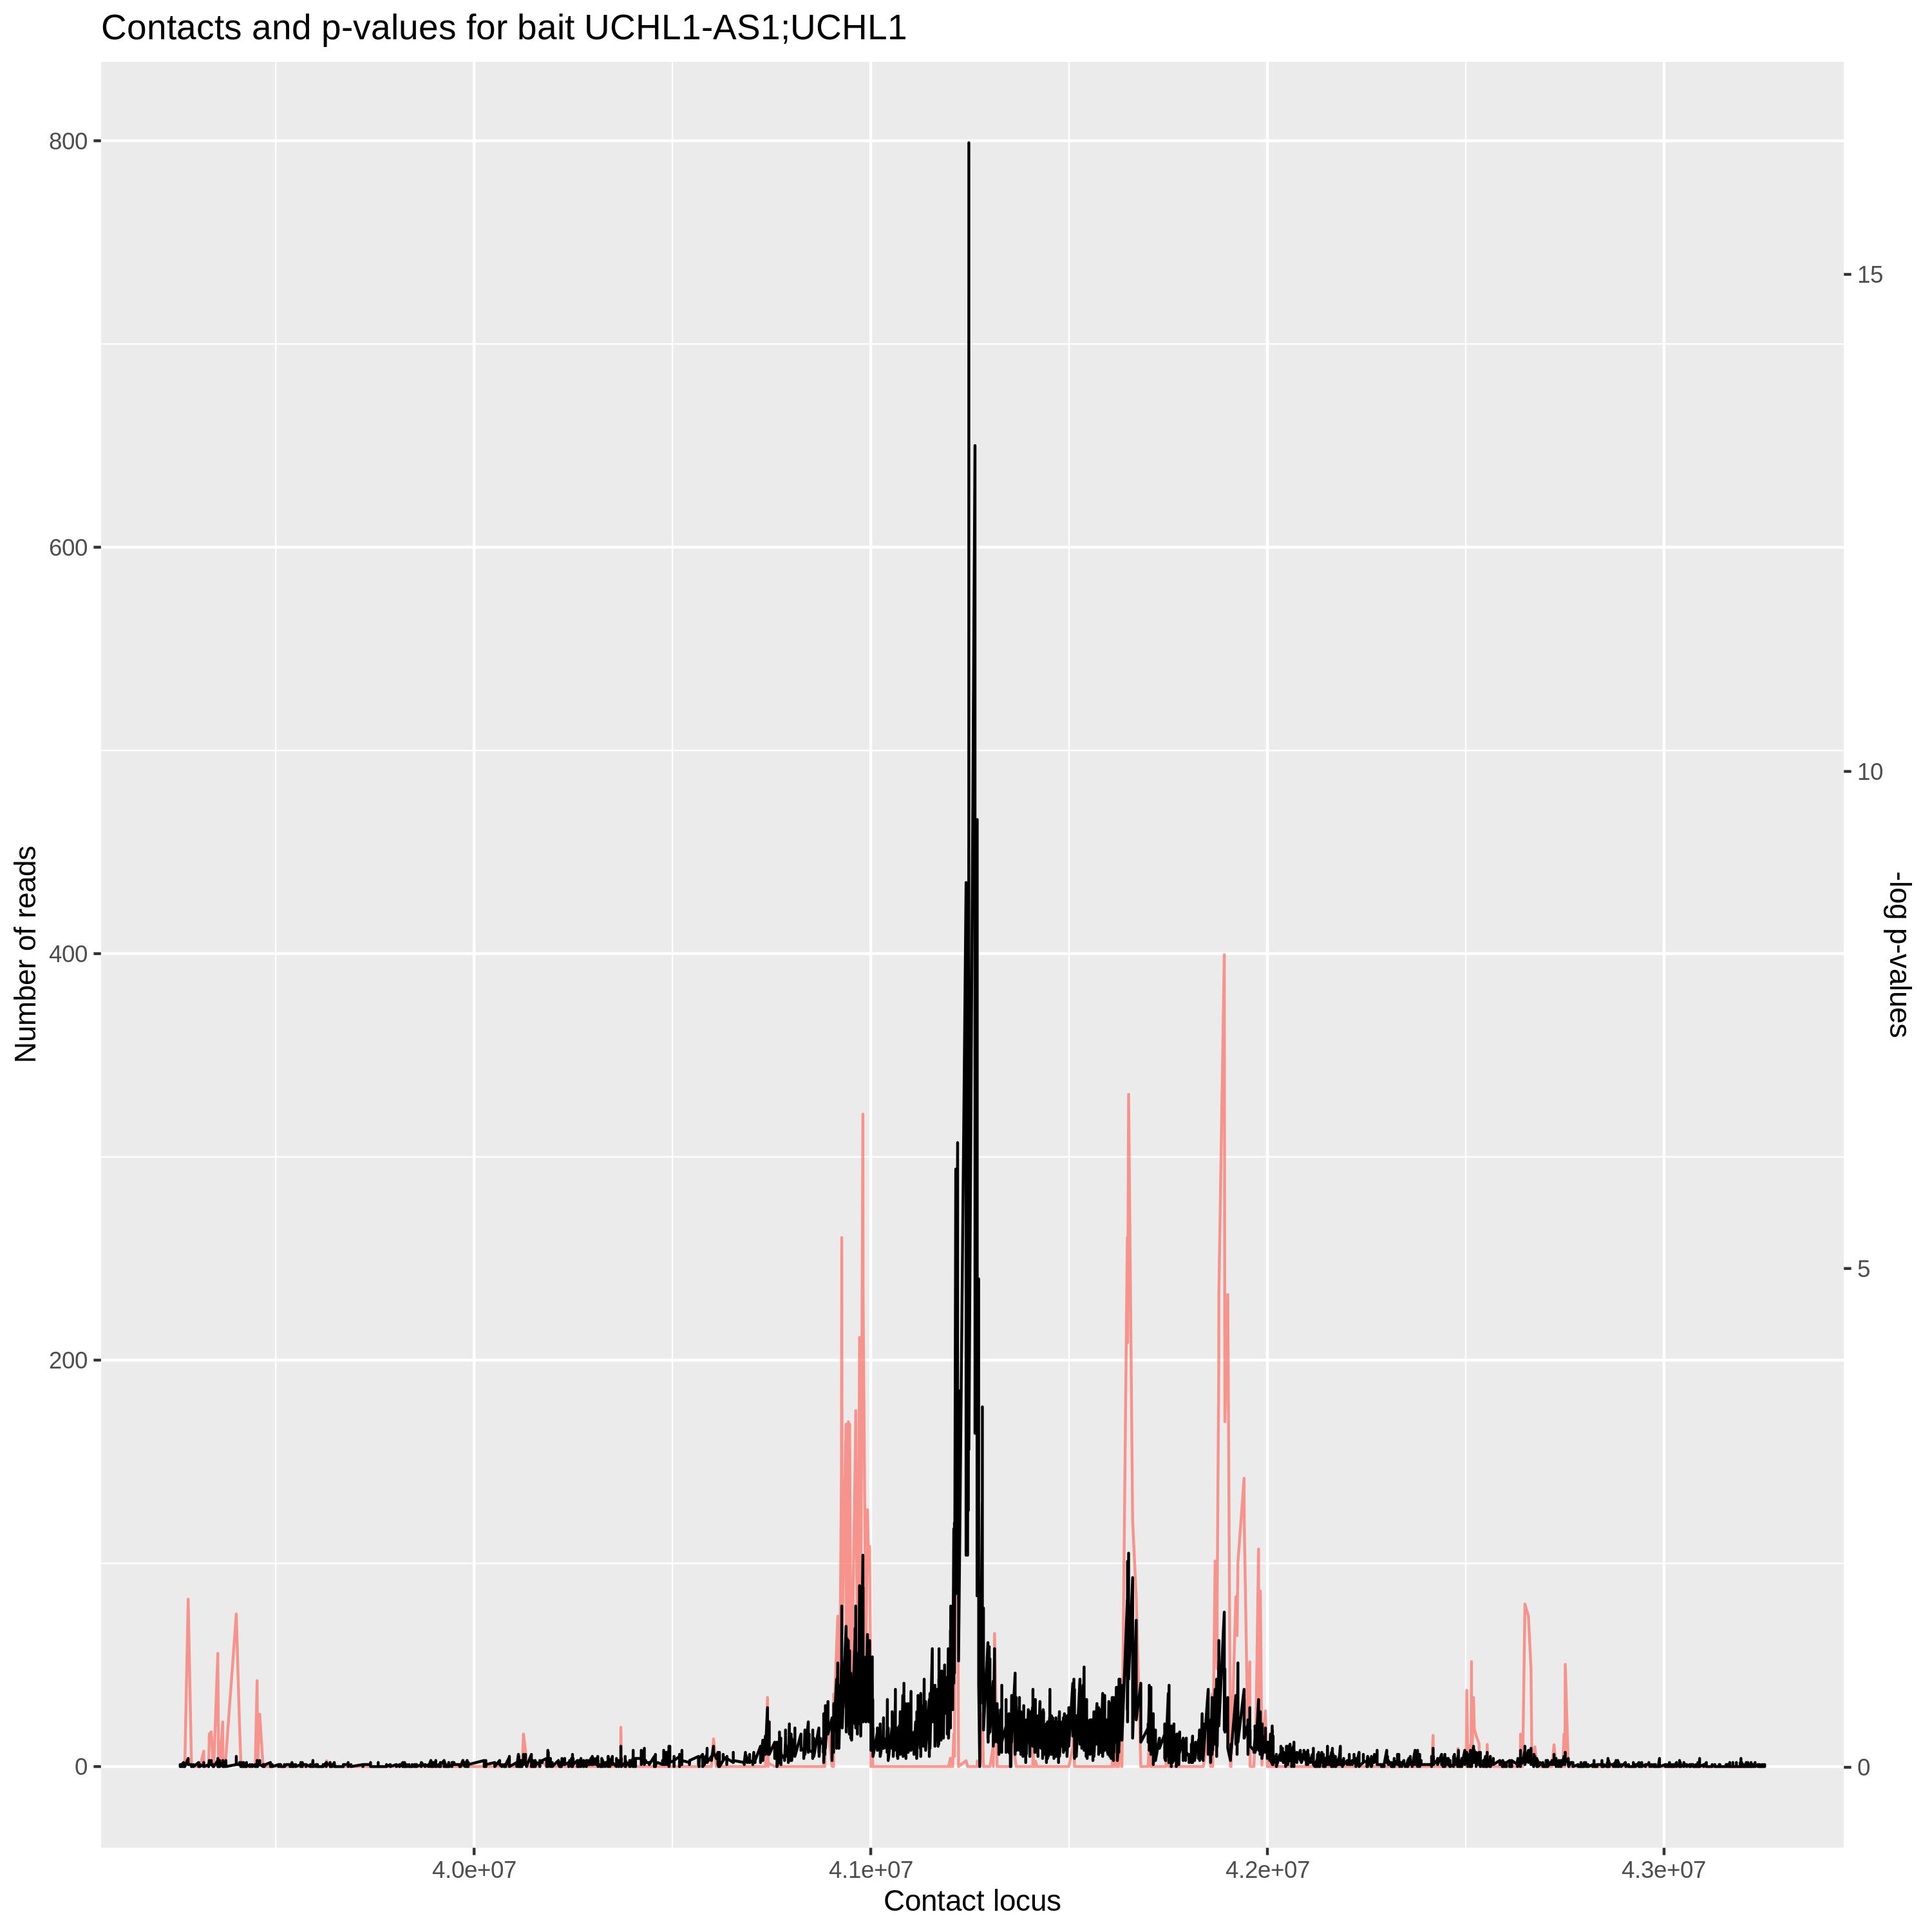 Contacts and p-values for bait UCHL1-AS1;UCHL1
800
600
400
200
0
Number of reads
15
10
5
0
-log p-values
4.0e+07
4.1e+07
4.2e+07
4.3e+07
Contact locus